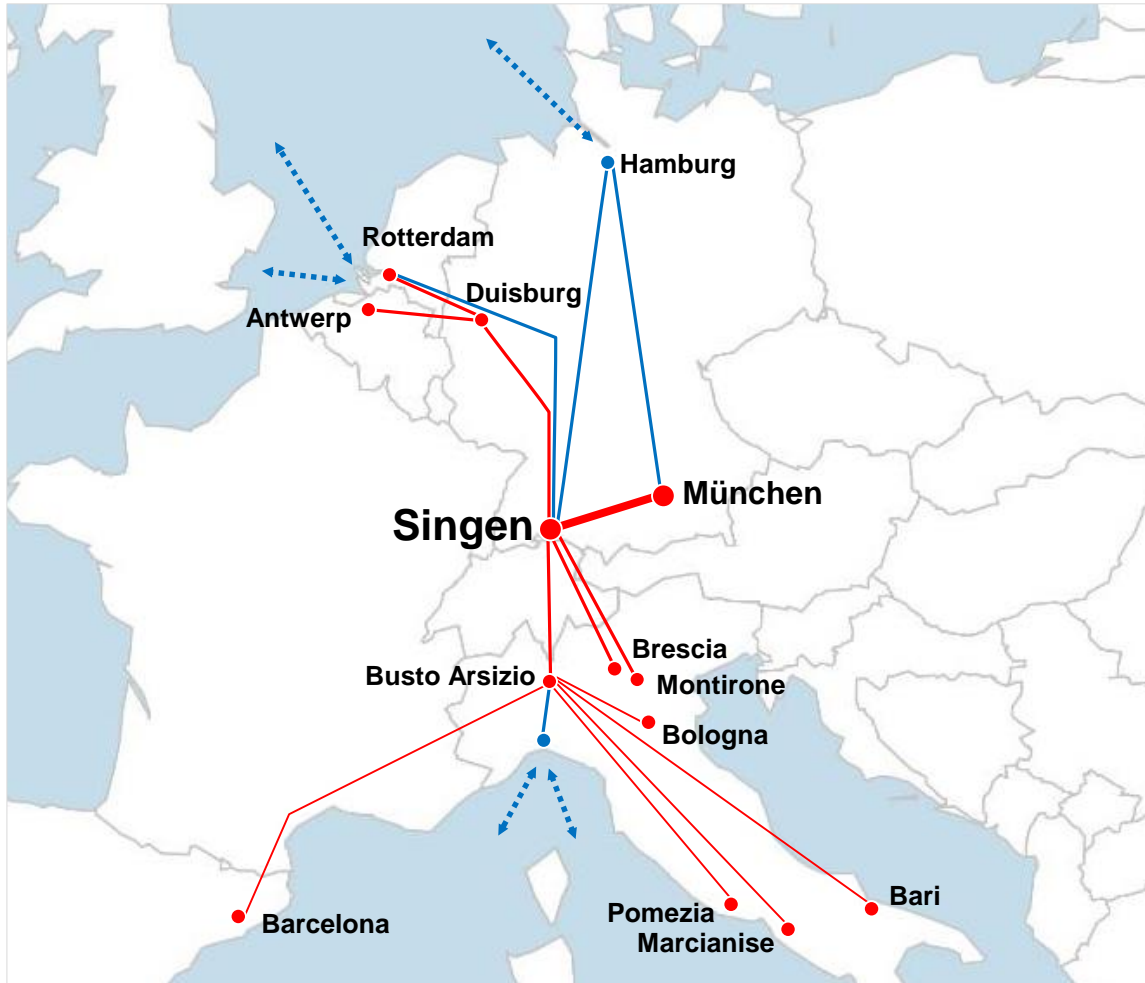 Hamburg
Rotterdam
Duisburg
Antwerp
München
Singen
Brescia
Busto Arsizio
Montirone
Bologna
Bari
Pomezia
Barcelona
Marcianise